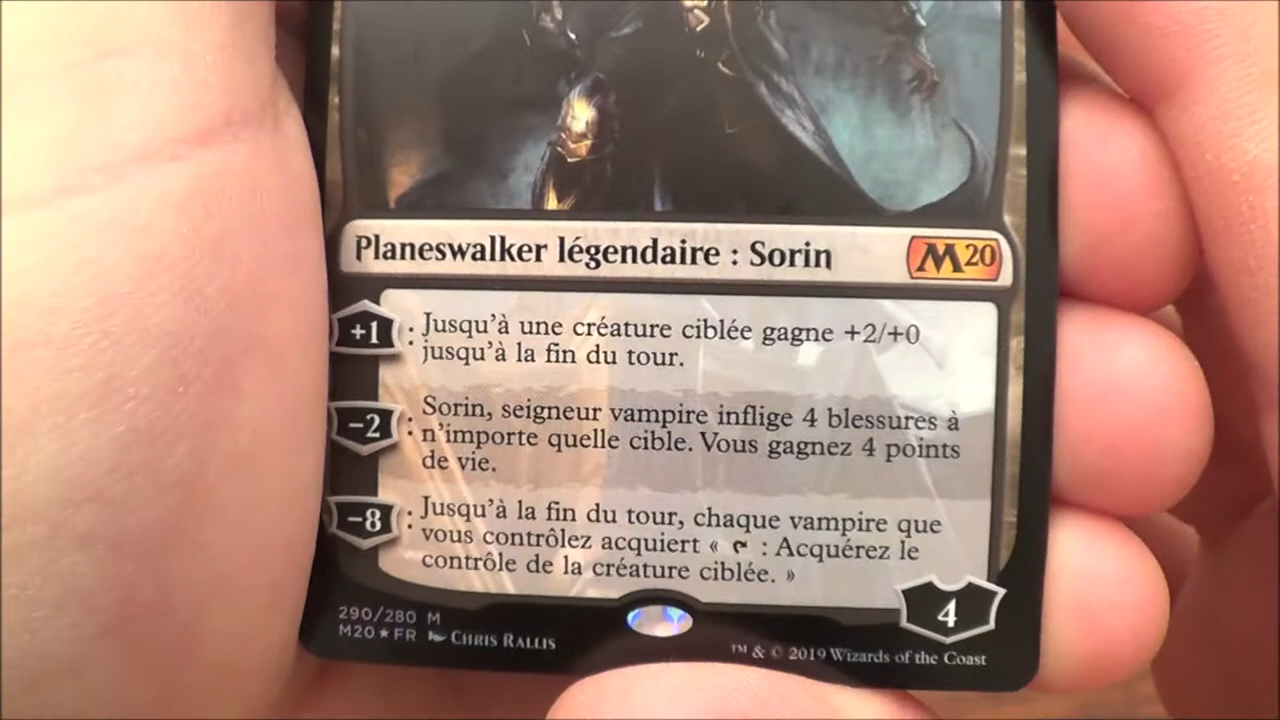 Planeswalker légendaire : Sorin M20
+1 : Jusqu'à une créature ciblée gagne +2/+0
jusqu'à la fin du tour.
-2 : Sorin, seigneur vampire inflige 4 blessures à
n'importe quelle cible. Vous gagnez 4 points
de vie.
-8 : Jusqu'à la fin du tour, chaque vampire que
vous contrôlez acquiert « : Acquérez le
contrôle de la créature ciblée. »
4
290/280 M
M20★FR Chris Rallis
™ & © 2019 Wizards of the Coast